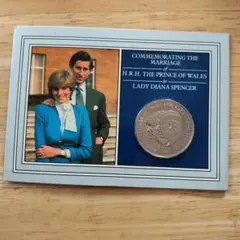 COMMEMORATING THE
MARRIAGE
of
H.R.H. THE PRINCE OF WALES
to
LADY DIANA SPENCER